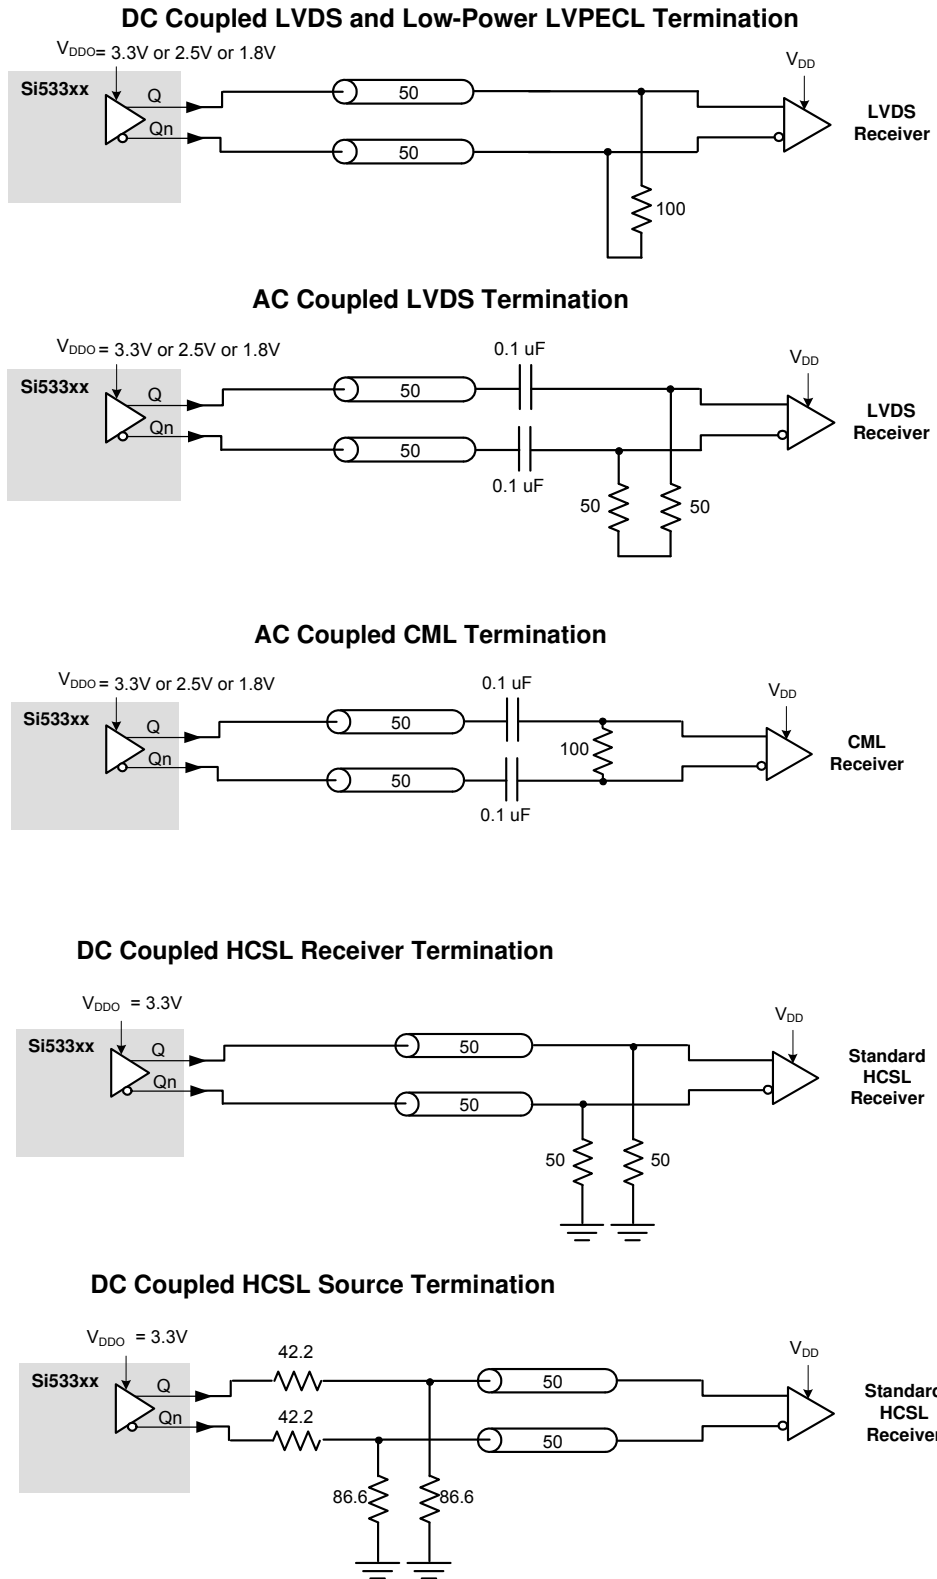 DC Coupled LVDS and Low-Power LVPECL Termination
VDDO= 3.3V or 2.5V or 1.8V
VDD
Si533xx
Q
50
LVDS
Receiver
Qn
50
100
AC Coupled LVDS Termination
VDDO= 3.3V or 2.5V or 1.8V
0.1 uF
VDD
Si533xx
Q
50
LVDS
Receiver
Qn
50
0.1 uF
50
50
AC Coupled CML Termination
VDDO= 3.3V or 2.5V or 1.8V
0.1 uF
VDD
Si533xx
Q
50
100
CML
Receiver
Qn
50
0.1 uF
DC Coupled HCSL Receiver Termination
VDDO = 3.3V
VDD
Si533xx
Q
50
Standard
HCSL
Receiver
Qn
50
50
50
DC Coupled HCSL Source Termination
VDDO = 3.3V
42.2
VDD
Si533xx
Q
50
Standard
HCSL
Receiver
Qn
42.2
50
86.6
86.6